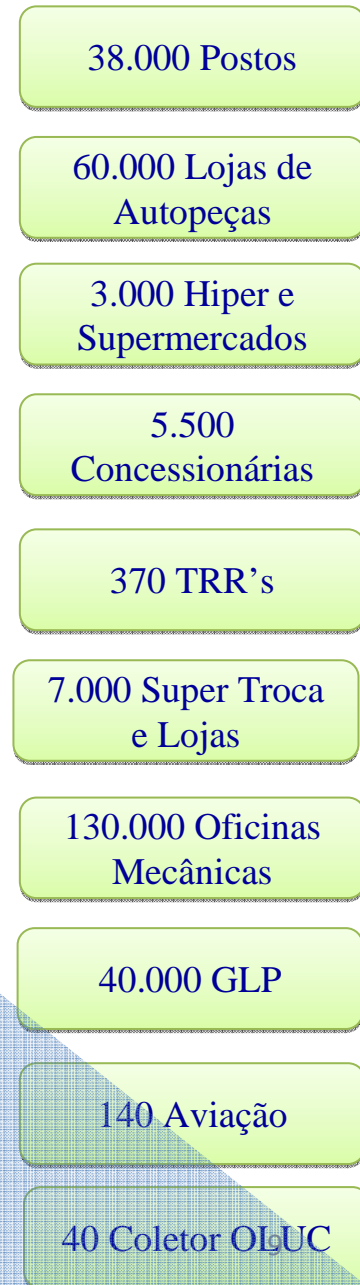 38.000 Postos
60.000 Lojas de
Autopeças
3.000 Hiper e
Supermercados
5.500
Concessionárias
370 TRR’s
7.000 Super Troca
e Lojas
130.000 Oficinas
Mecânicas
40.000 GLP
140 Aviação
40 Coletor OLUC
9